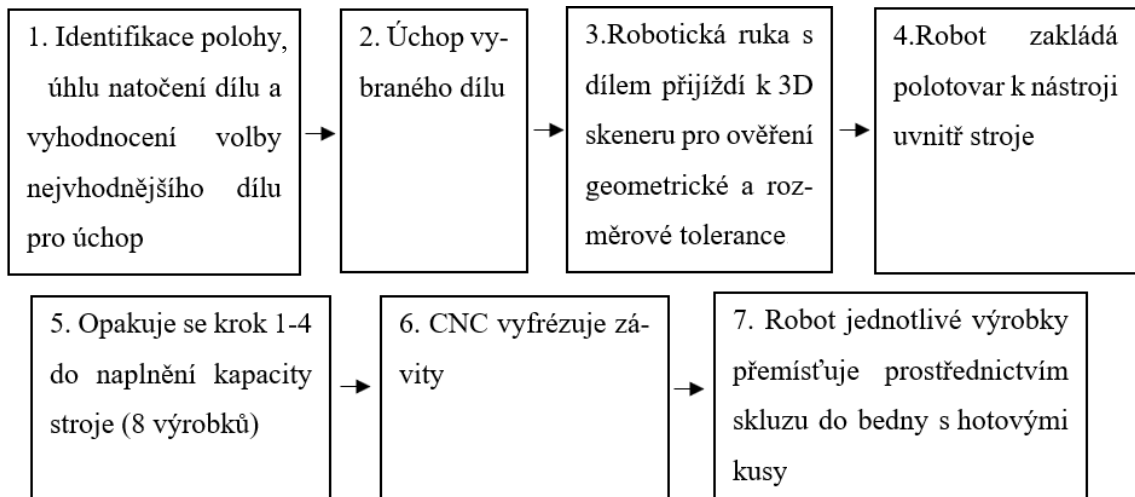 1. Identifikace polohy,
úhlu natočení dílu a
vyhodnocení volby
nejvhodnějšího dílu
pro úchop
2. Úchop vy-
braného dílu
3.Robotická ruka s
dílem přijíždí k 3D
skeneru pro ověření
geometrické a roz-
měrové tolerance
4.Robot zakládá
polotovar k nástroji
uvnitř stroje
5. Opakuje se krok 1-4
do naplnění kapacity
stroje (8 výrobků)
6. CNC vyfrézuje zá-
vity
7. Robot jednotlivé výrobky
přemísťuje prostřednictvím
skluzu do bedny s hotovými
kusy